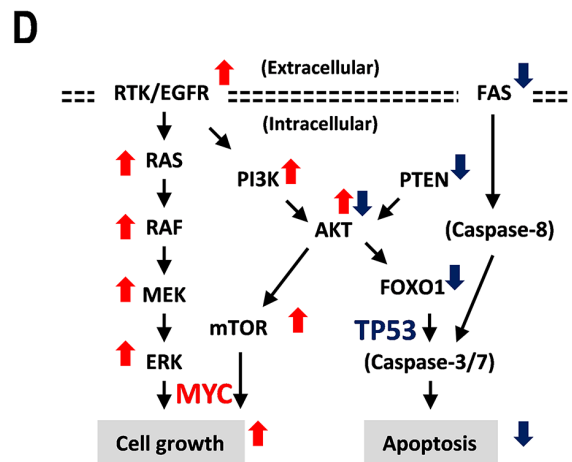 D
(Extracellular)
RTK/EGFR
FAS
(Intracellular)
RAS
PI3K
PTEN
RAF
AKT
(Caspase-8)
MEK
FOXO1
mTOR
TP53
ERK
(Caspase-3/7)
MYC
Cell growth
Apoptosis